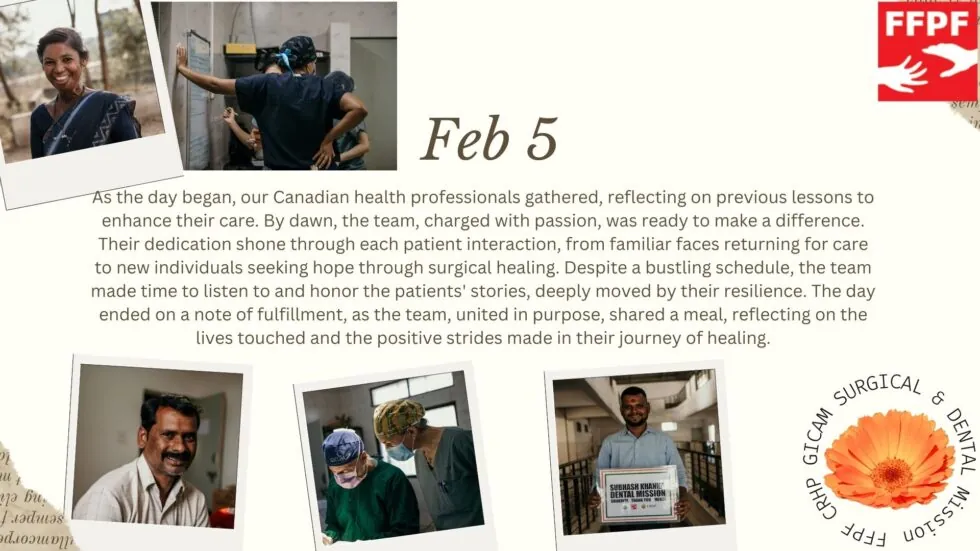 FFPF
Feb 5
As the day began, our Canadian health professionals gathered, reflecting on previous lessons to
enhance their care. By dawn, the team, charged with passion, was ready to make a difference.
Their dedication shone through each patient interaction, from familiar faces returning for care
to new individuals seeking hope through surgical healing. Despite a bustling schedule, the team
made time to listen to and honor the patients' stories, deeply moved by their resilience. The day
ended on a note of fulfillment, as the team, united in purpose, shared a meal, reflecting on the
lives touched and the positive strides made in their journey of healing.
SUBHASH KHANNA
DENTAL MISSION
THANK YOU
FFPF CRHP GICAM SURGICAL & DENTAL Mission